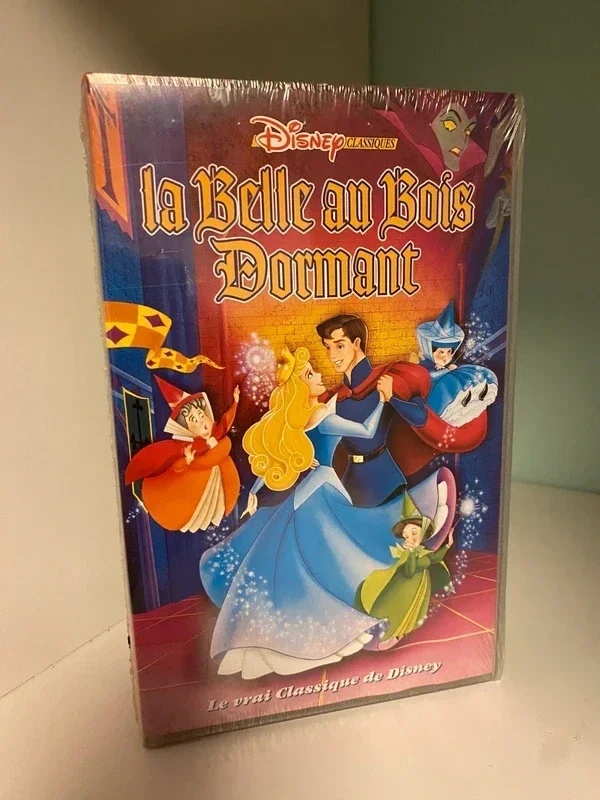 Disney CLASSIQUES
la Belle au Bois
Dormant
Le vrai Classique de Disney